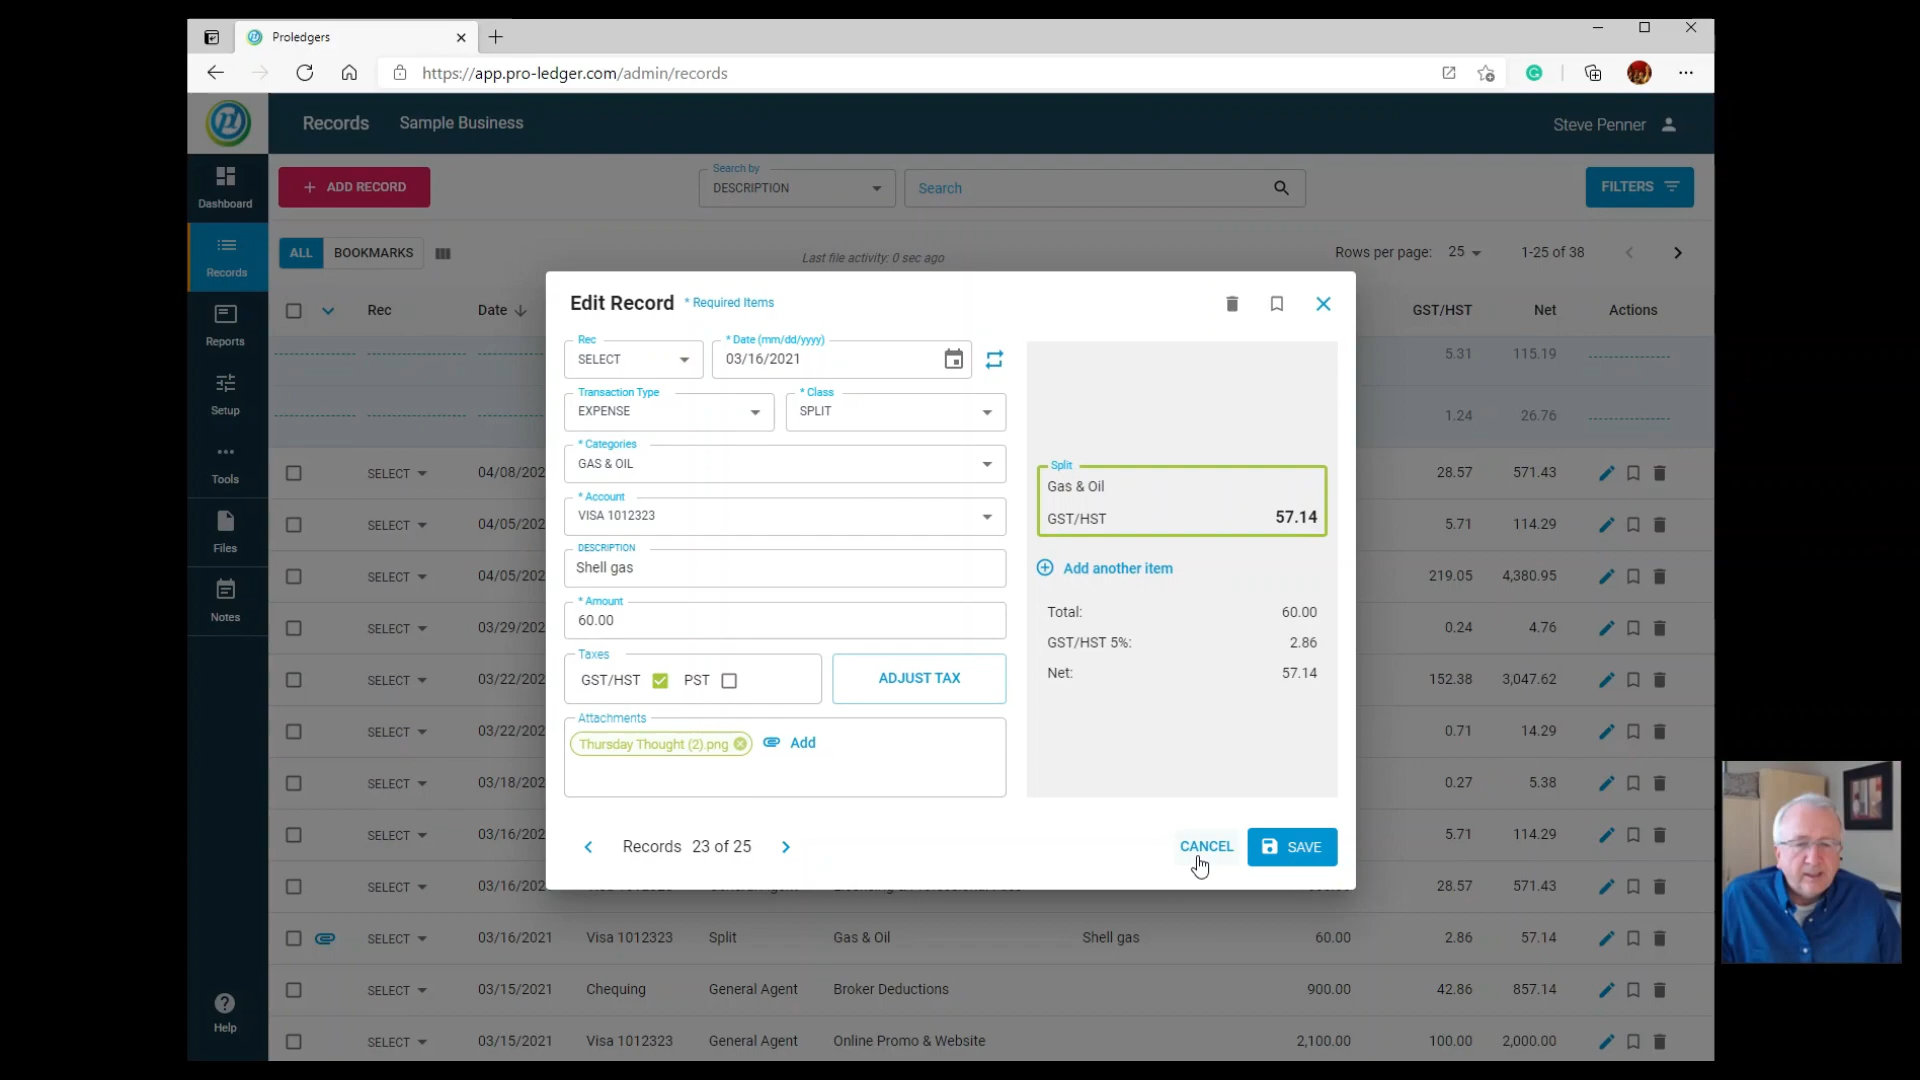 Proledgers
https://app.pro-ledger.com/admin/records
Records Sample Business
Steve Penner
Dashboard
Records
Reports
Setup
Tools
Files
Notes
Help
ADD RECORD
Search by
DESCRIPTION
Search
FILTERS
ALL BOOKMARKS
Last file activity: 0 sec ago
Rows per page: 25 1-25 of 38
Rec Date GST/HST Net Actions
5.31 115.19
1.24 26.76
SELECT 04/08/202 28.57 571.43
SELECT 04/05/202 5.71 114.29
SELECT 04/05/202 219.05 4,380.95
SELECT 03/29/202 0.24 4.76
SELECT 03/22/202 152.38 3,047.62
SELECT 03/22/202 0.71 14.29
SELECT 03/18/202 0.27 5.38
SELECT 03/16/202 5.71 114.29
SELECT 03/16/202 28.57 571.43
SELECT 03/16/2021 Visa 1012323 Split Gas & Oil Shell gas 60.00 2.86 57.14
SELECT 03/15/2021 Chequing General Agent Broker Deductions 900.00 42.86 857.14
SELECT 03/15/2021 Visa 1012323 General Agent Online Promo & Website 2,100.00 100.00 2,000.00
Edit Record * Required Items
Rec
SELECT
* Date (mm/dd/yyyy)
03/16/2021
Transaction Type
EXPENSE
* Class
SPLIT
* Categories
GAS & OIL
* Account
VISA 1012323
DESCRIPTION
Shell gas
* Amount
60.00
Taxes
GST/HST PST
ADJUST TAX
Attachments
Thursday Thought (2).png Add
Split
Gas & Oil
GST/HST 57.14
Add another item
Total: 60.00
GST/HST 5%: 2.86
Net: 57.14
Records 23 of 25
CANCEL SAVE